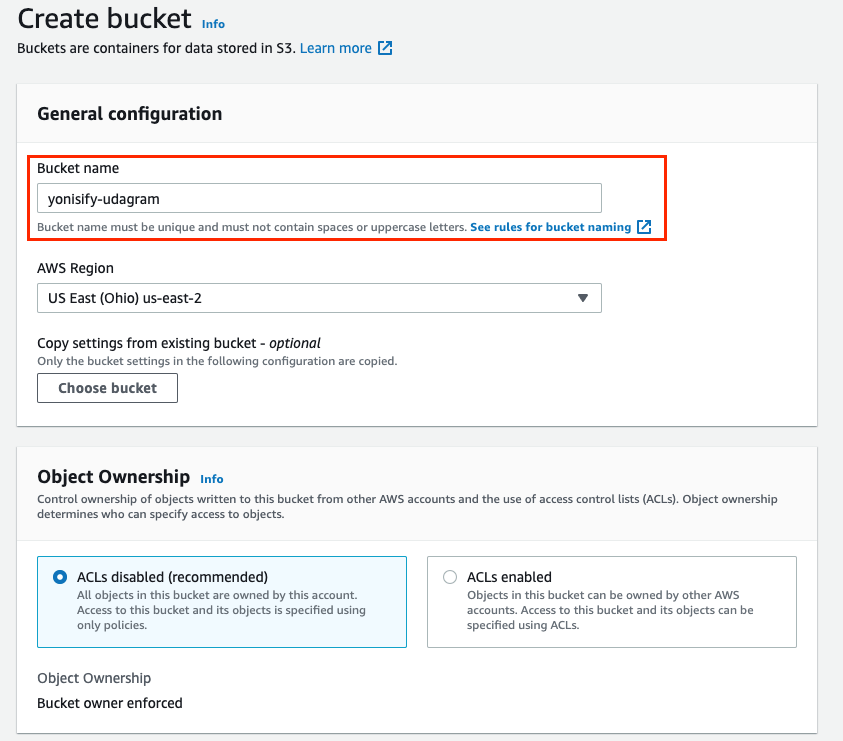 Create bucket Info
Buckets are containers for data stored in S3. Learn more
General configuration
Bucket name
yonisify-udagram
Bucket name must be unique and must not contain spaces or uppercase letters. See rules for bucket naming
AWS Region
US East (Ohio) us-east-2
Copy settings from existing bucket - optional
Only the bucket settings in the following configuration are copied.
Choose bucket
Object Ownership Info
Control ownership of objects written to this bucket from other AWS accounts and the use of access control lists (ACLs). Object ownership
determines who can specify access to objects.
ACLs disabled (recommended)
All objects in this bucket are owned by this account.
Access to this bucket and its objects is specified using
only policies.
ACLs enabled
Objects in this bucket can be owned by other AWS
accounts. Access to this bucket and its objects can be
specified using ACLs.
Object Ownership
Bucket owner enforced